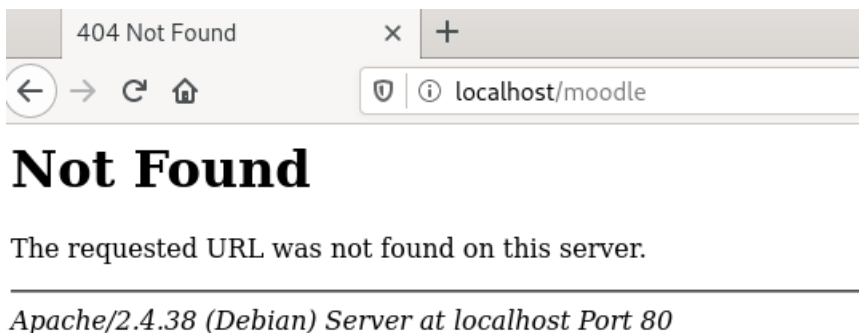 404 Not Found
localhost/moodle
Not Found
The requested URL was not found on this server.
Apache/2.4.38 (Debian) Server at localhost Port 80